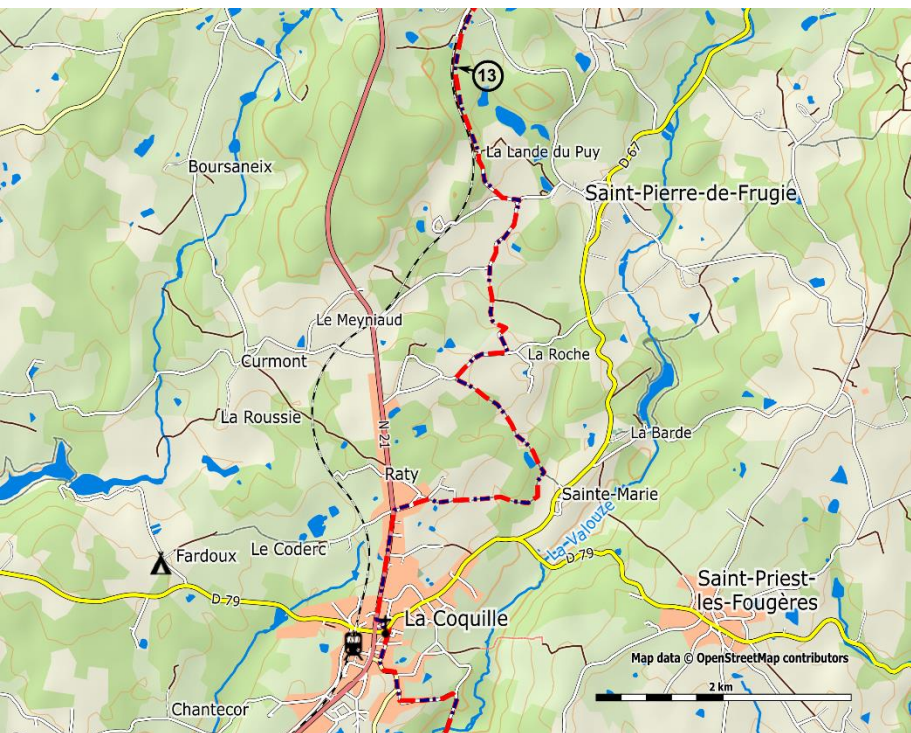 13
La Lande du Puy
D 67
Boursaneix
Saint-Pierre-de-Frugie
Le Meyniaud
La Roche
Curmont
La Roussie
N 21
La Barde
Raty
Sainte-Marie
La Valouze
Le Coderc
Fardoux
D 79
D 79
Saint-Priest-
les-Fougères
La Coquille
Map data © OpenStreetMap contributors
2 km
Chantecor